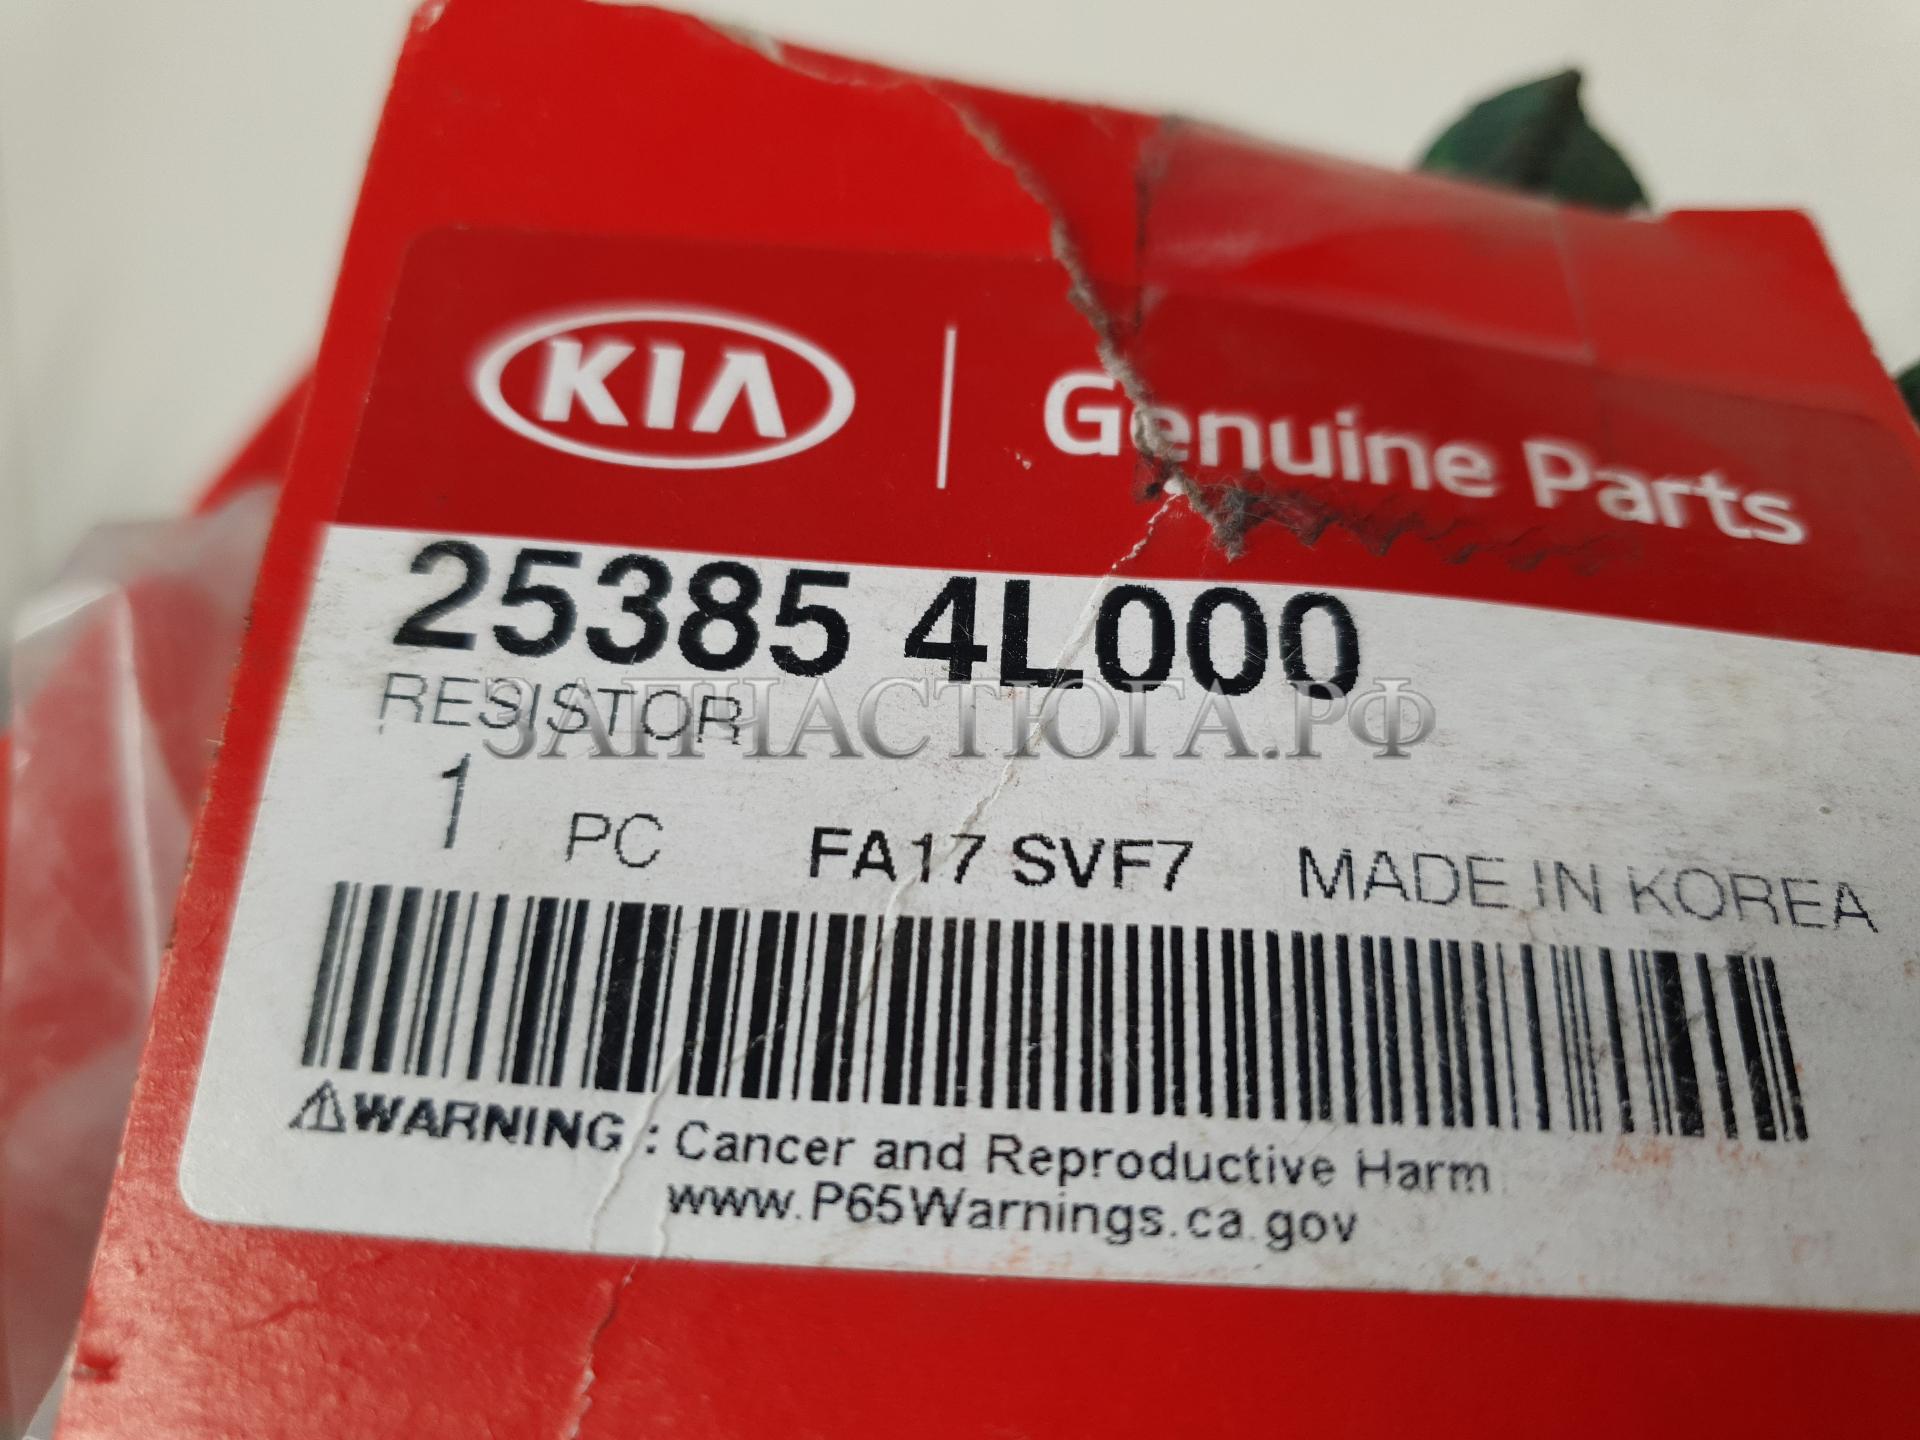 KIA Genuine Parts
25385 4L000
RESISTOR
ЗАПЧАСТЮГА.РФ
1 PC FA17 SVF7 MADE IN KOREA
⚠WARNING : Cancer and Reproductive Harm
www.P65Warnings.ca.gov